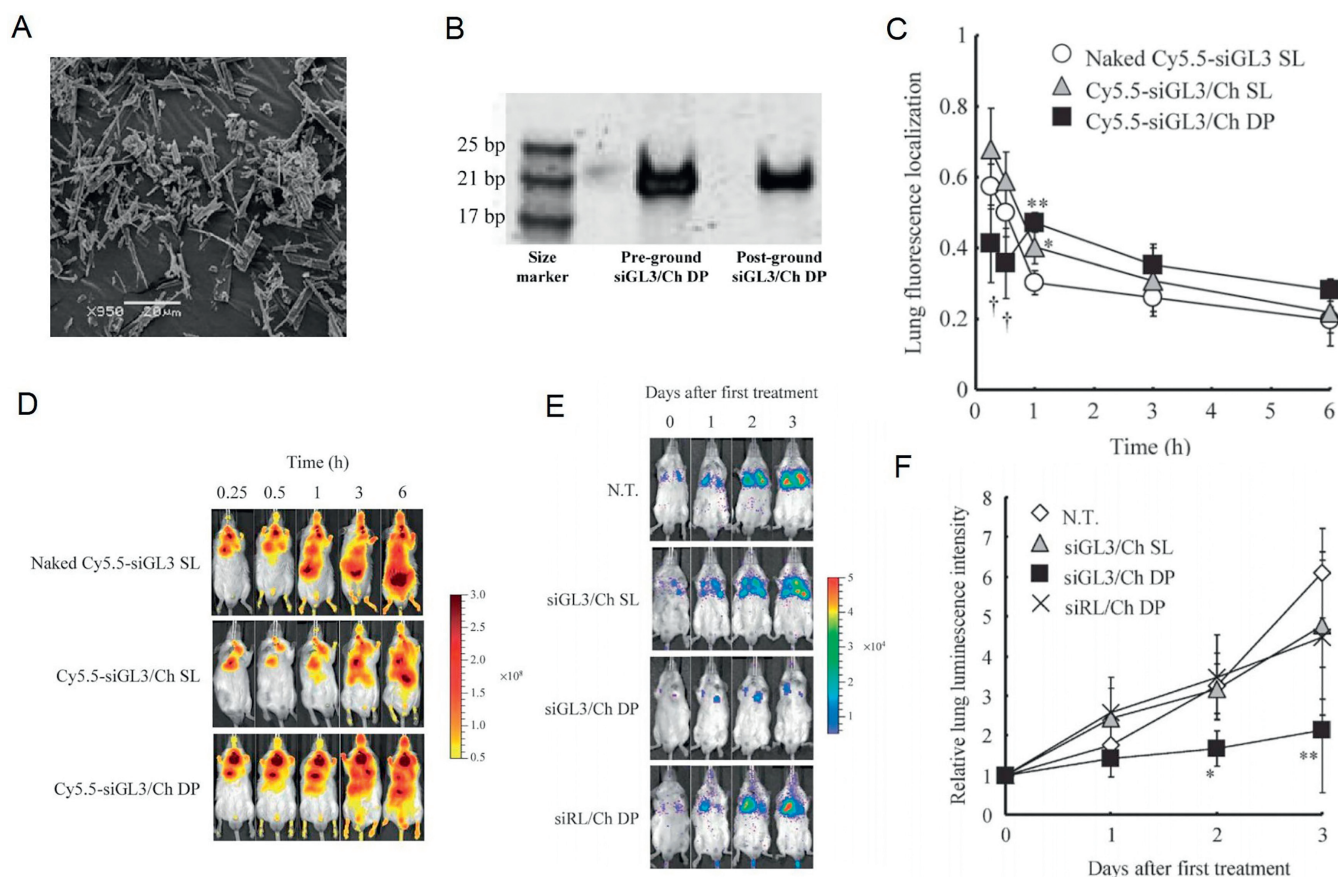 A
X950 20µm
B
25 bp
21 bp
17 bp
Size
marker
Pre-ground
siGL3/Ch DP
Post-ground
siGL3/Ch DP
C
Lung fluorescence localization
1
0.8
0.6
0.4
0.2
0
Naked Cy5.5-siGL3 SL
Cy5.5-siGL3/Ch SL
Cy5.5-siGL3/Ch DP
**
*
†
†
0 1 2 3 4 5 6
Time (h)
D
Time (h)
0.25 0.5 1 3 6
Naked Cy5.5-siGL3 SL
Cy5.5-siGL3/Ch SL
Cy5.5-siGL3/Ch DP
3.0
2.5
2.0
1.5
1.0
0.5
×10⁸
E
Days after first treatment
0 1 2 3
N.T.
siGL3/Ch SL
siGL3/Ch DP
siRL/Ch DP
5
4
3
2
1
×10⁴
F
Relative lung luminescence intensity
8
7
6
5
4
3
2
1
0
N.T.
siGL3/Ch SL
siGL3/Ch DP
siRL/Ch DP
*
**
0 1 2 3
Days after first treatment